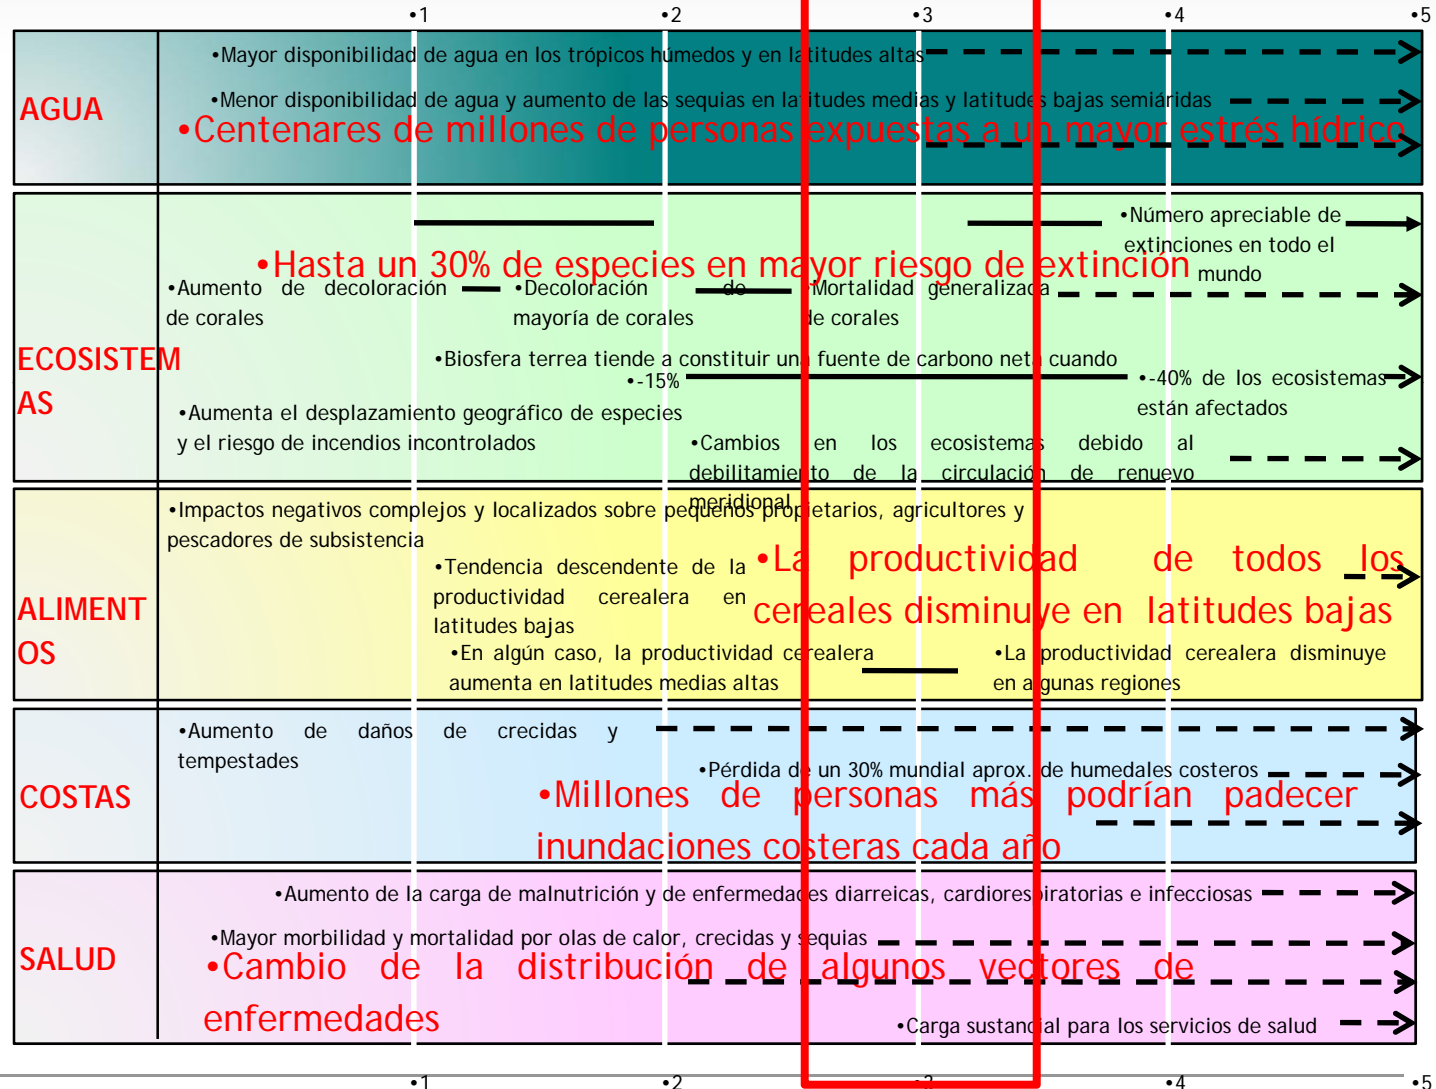 •1 •2 •3 •4 •5
AGUA
•Mayor disponibilidad de agua en los trópicos húmedos y en latitudes altas
•Menor disponibilidad de agua y aumento de las sequias en latitudes medias y latitudes bajas semiáridas
•Centenares de millones de personas expuestas a un mayor estrés hídrico
ECOSISTEM
AS
•Número apreciable de
extinciones en todo el
mundo
•Hasta un 30% de especies en mayor riesgo de extinción
•Aumento de decoloración
de corales
•Decoloración de
mayoría de corales
•Mortalidad generalizada
de corales
•Biosfera terrea tiende a constituir una fuente de carbono neta cuando
•-15%
•-40% de los ecosistemas
están afectados
•Aumenta el desplazamiento geográfico de especies
y el riesgo de incendios incontrolados
•Cambios en los ecosistemas debido al
debilitamiento de la circulación de renuevo
meridional
ALIMENT
OS
•Impactos negativos complejos y localizados sobre pequeños propietarios, agricultores y
pescadores de subsistencia
•Tendencia descendente de la
productividad cerealera en
latitudes bajas
•La productividad de todos los
cereales disminuye en latitudes bajas
•En algún caso, la productividad cerealera
aumenta en latitudes medias altas
•La productividad cerealera disminuye
en algunas regiones
COSTAS
•Aumento de daños de crecidas y
tempestades
•Pérdida de un 30% mundial aprox. de humedales costeros
•Millones de personas más podrían padecer
inundaciones costeras cada año
SALUD
•Aumento de la carga de malnutrición y de enfermedades diarreicas, cardiorespiratorias e infecciosas
•Mayor morbilidad y mortalidad por olas de calor, crecidas y sequias
•Cambio de la distribución de algunos vectores de
enfermedades
•Carga sustancial para los servicios de salud
•1 •2 •3 •4 •5